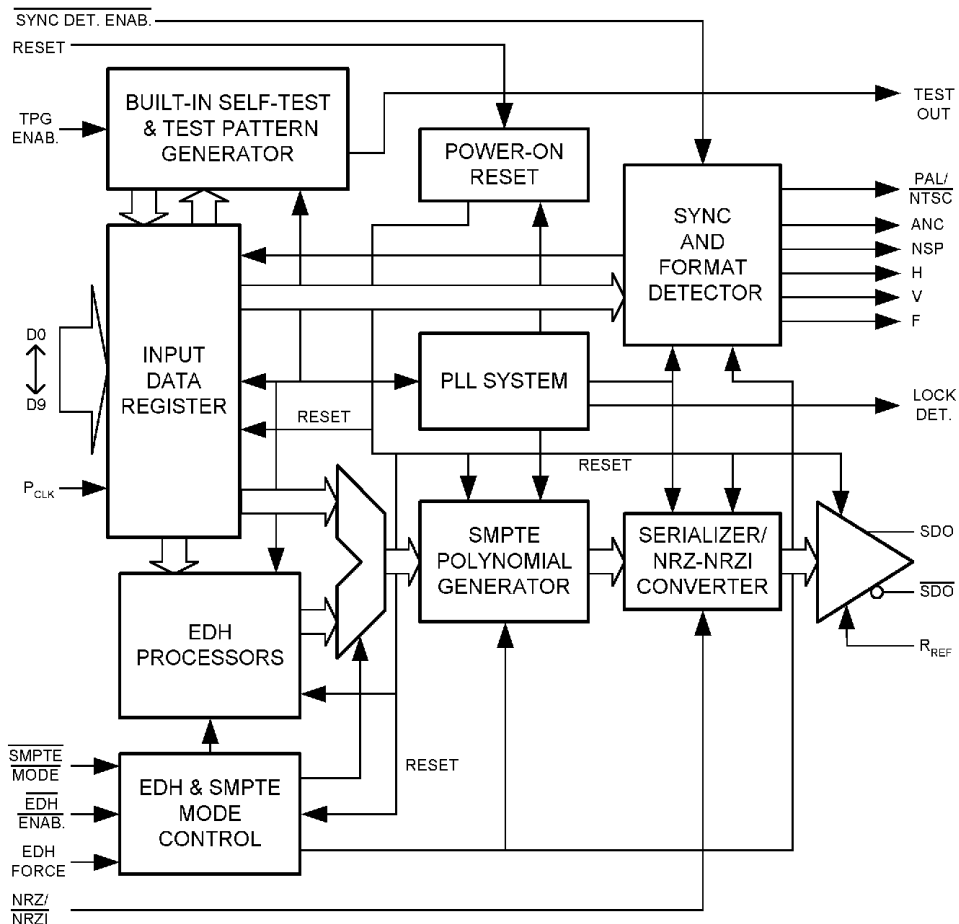 SYNC DET. ENAB.
RESET
BUILT-IN SELF-TEST
& TEST PATTERN
GENERATOR
TPG
ENAB.
TEST
OUT
POWER-ON
RESET
SYNC
AND
FORMAT
DETECTOR
PAL/
NTSC
ANC
NSP
H
V
F
D0
D9
INPUT
DATA
REGISTER
PLL SYSTEM
LOCK
DET.
RESET
RESET
PCLK
SMPTE
POLYNOMIAL
GENERATOR
SERIALIZER/
NRZ-NRZI
CONVERTER
SDO
SDO
RREF
EDH
PROCESSORS
RESET
SMPTE
MODE
EDH
ENAB.
EDH
FORCE
EDH & SMPTE
MODE
CONTROL
NRZ/
NRZI